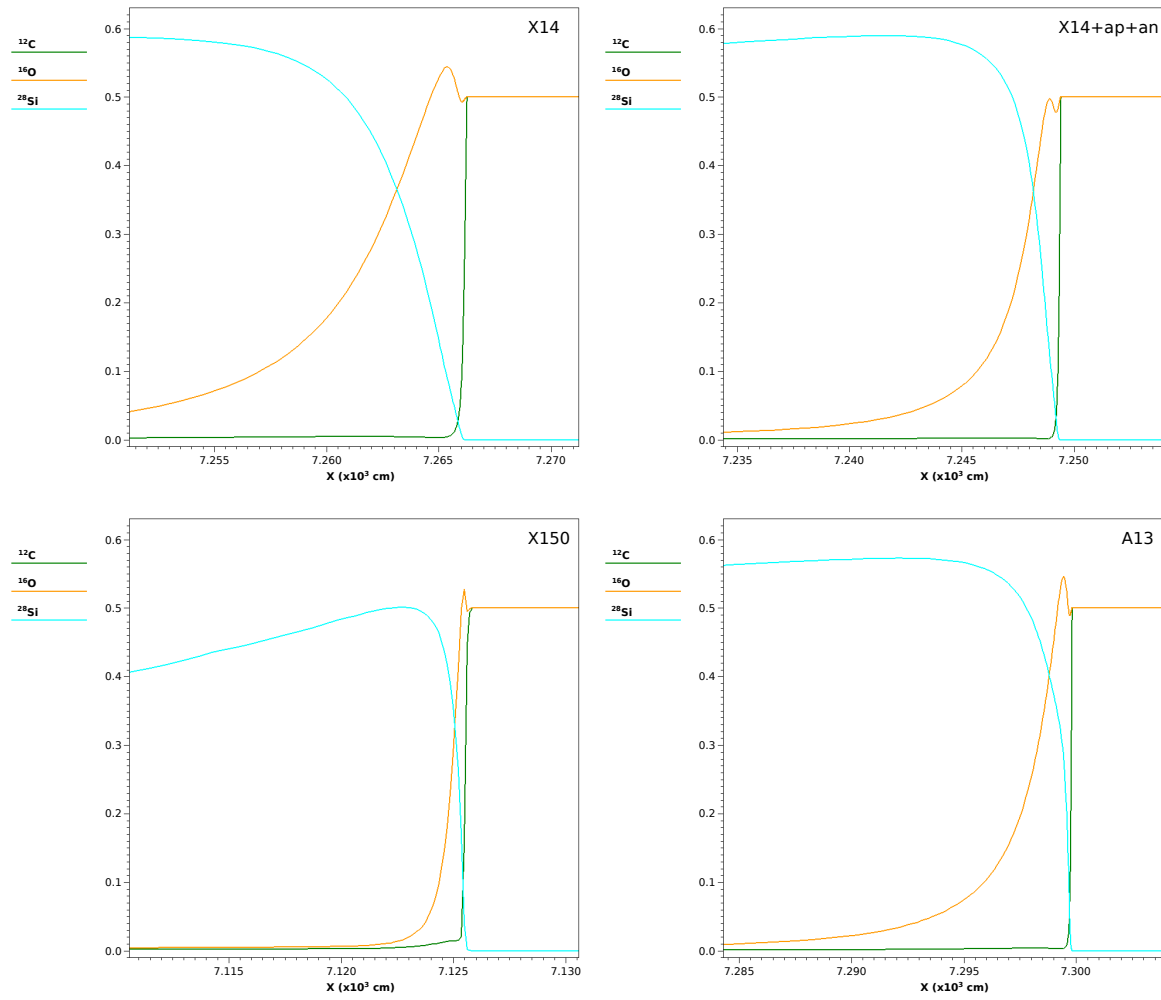 X14
¹²C
¹⁶O
²⁸Si
0.6
0.5
0.4
0.3
0.2
0.1
0.0
7.255 7.260 7.265 7.270
X (x10³ cm)
X14+ap+an
¹²C
¹⁶O
²⁸Si
0.6
0.5
0.4
0.3
0.2
0.1
0.0
7.235 7.240 7.245 7.250
X (x10³ cm)
X150
¹²C
¹⁶O
²⁸Si
0.6
0.5
0.4
0.3
0.2
0.1
0.0
7.115 7.120 7.125 7.130
X (x10³ cm)
A13
¹²C
¹⁶O
²⁸Si
0.6
0.5
0.4
0.3
0.2
0.1
0.0
7.285 7.290 7.295 7.300
X (x10³ cm)